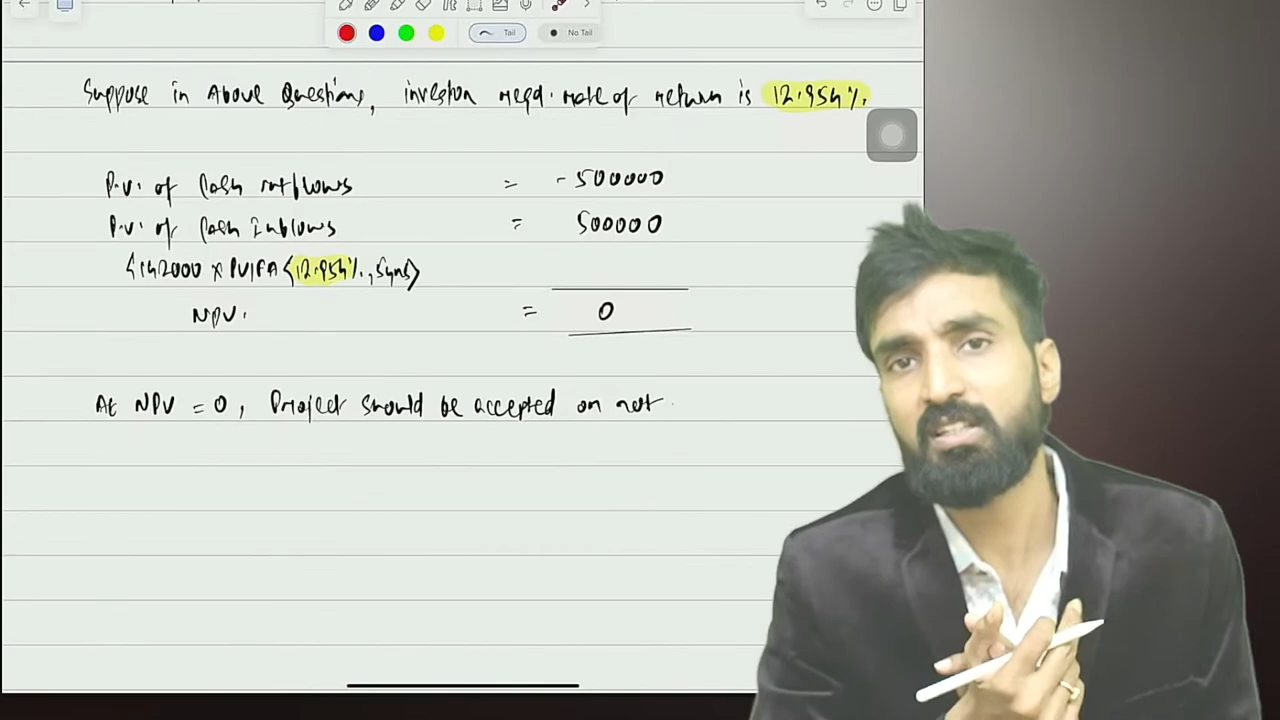 Tail
No Tail
Suppose in Above Questions, investor reqd. rate of return is 12.954%.
P.V. of Cash outflows = -500000
P.V. of Cash Inflows = 500000
{142000 x PVIFA <12.954%, 5yrs>
NPV. = 0
At NPV = 0, Project should be accepted or not.